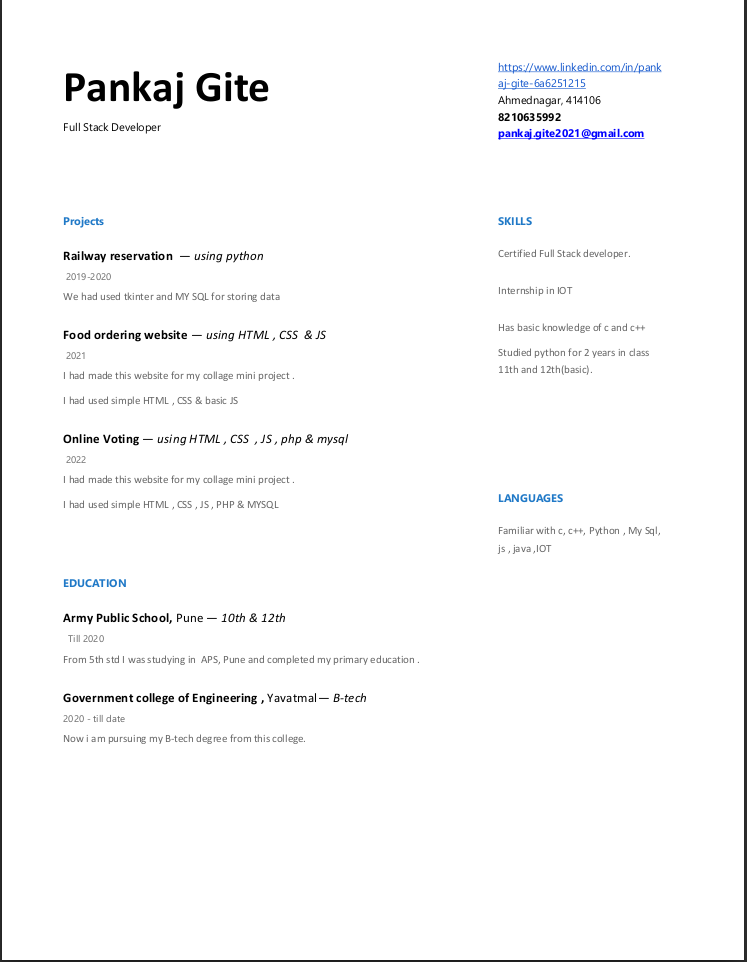 Pankaj Gite
Full Stack Developer
https://www.linkedin.com/in/pank
aj-gite-6a6251215
Ahmednagar, 414106
8210635992
pankaj.gite2021@gmail.com
Projects
Railway reservation — using python
2019-2020
We had used tkinter and MY SQL for storing data
Food ordering website — using HTML , CSS & JS
2021
I had made this website for my collage mini project .
I had used simple HTML , CSS & basic JS
Online Voting — using HTML , CSS , JS , php & mysql
2022
I had made this website for my collage mini project .
I had used simple HTML , CSS , JS , PHP & MYSQL
EDUCATION
Army Public School, Pune — 10th & 12th
Till 2020
From 5th std I was studying in APS, Pune and completed my primary education .
Government college of Engineering , Yavatmal— B-tech
2020 - till date
Now i am pursuing my B-tech degree from this college.
SKILLS
Certified Full Stack developer.
Internship in IOT
Has basic knowledge of c and c++
Studied python for 2 years in class
11th and 12th(basic).
LANGUAGES
Familiar with c, c++, Python , My Sql,
js , java ,IOT